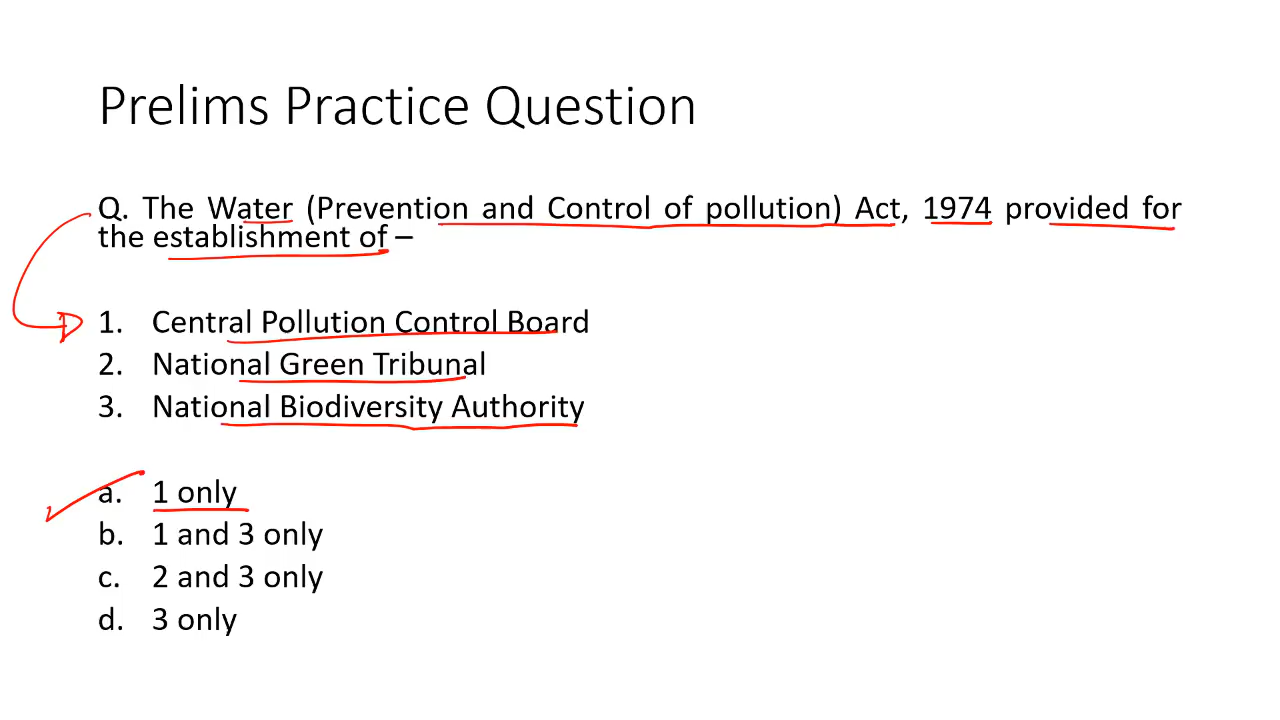 Prelims Practice Question
Q. The Water (Prevention and Control of pollution) Act, 1974 provided for
the establishment of –
1. Central Pollution Control Board
2. National Green Tribunal
3. National Biodiversity Authority
a. 1 only
b. 1 and 3 only
c. 2 and 3 only
d. 3 only